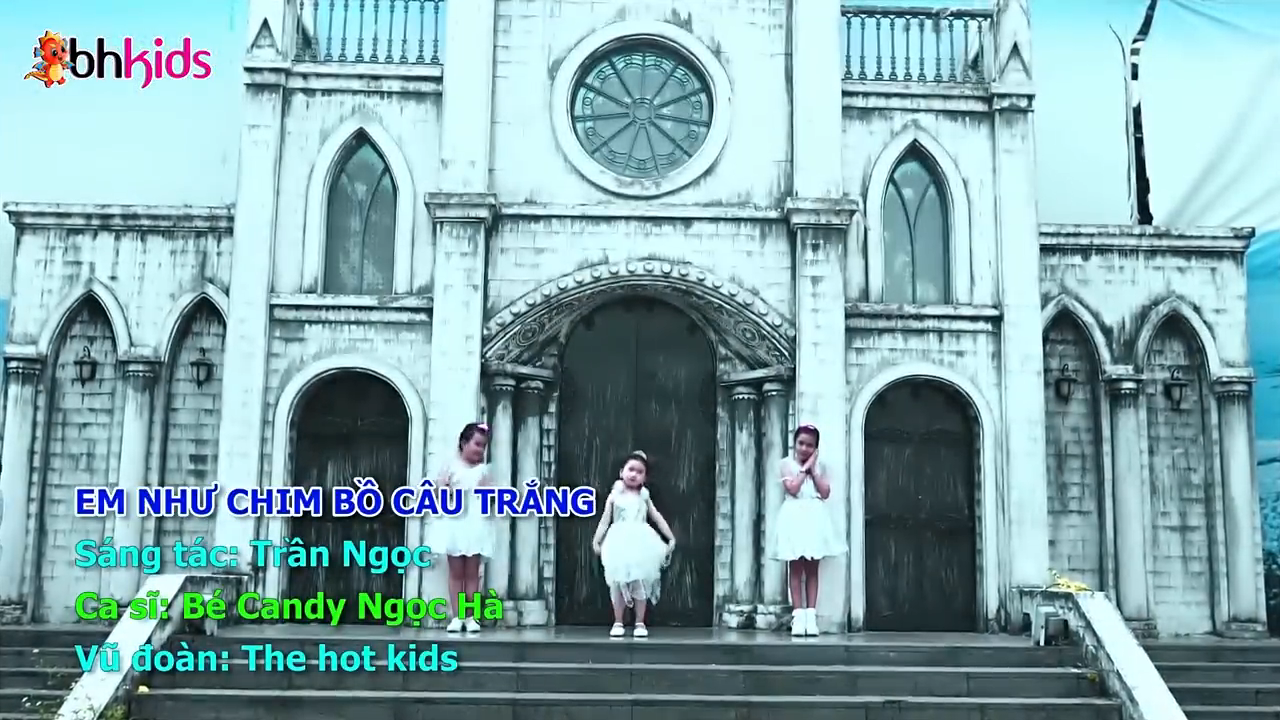 bhkids
EM NHƯ CHIM BỒ CÂU TRẮNG
Sáng tác: Trần Ngọc
Ca sĩ: Bé Candy Ngọc Hà
Vũ đoàn: The hot kids